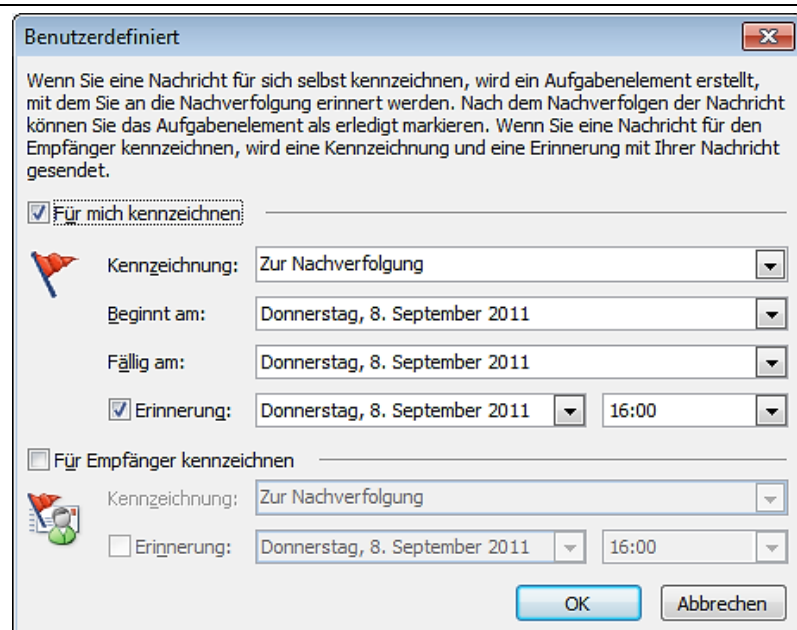 Benutzerdefiniert
Wenn Sie eine Nachricht für sich selbst kennzeichnen, wird ein Aufgabenelement erstellt,
mit dem Sie an die Nachverfolgung erinnert werden. Nach dem Nachverfolgen der Nachricht
können Sie das Aufgabenelement als erledigt markieren. Wenn Sie eine Nachricht für den
Empfänger kennzeichnen, wird eine Kennzeichnung und eine Erinnerung mit Ihrer Nachricht
gesendet.
Für mich kennzeichnen
Kennzeichnung: Zur Nachverfolgung
Beginnt am: Donnerstag, 8. September 2011
Fällig am: Donnerstag, 8. September 2011
Erinnerung: Donnerstag, 8. September 2011 16:00
Für Empfänger kennzeichnen
Kennzeichnung: Zur Nachverfolgung
Erinnerung: Donnerstag, 8. September 2011 16:00
OK Abbrechen